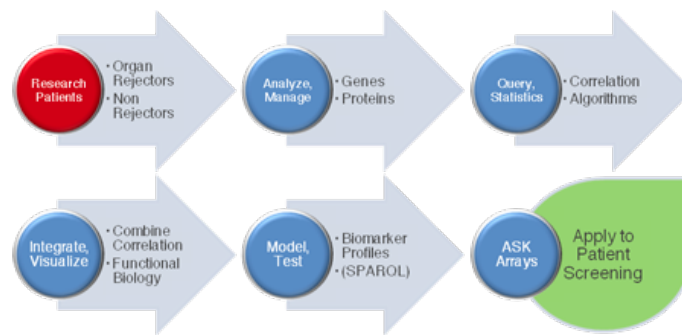 Research
Patients
• Organ
Rejectors
• Non
Rejectors
Analyze,
Manage
• Genes
• Proteins
Query,
Statistics
• Correlation
• Algorithms
Integrate,
Visualize
• Combine
Correlation
• Functional
Biology
Model,
Test
• Biomarker
Profiles
• (SPAROL)
ASK
Arrays
Apply to
Patient
Screening